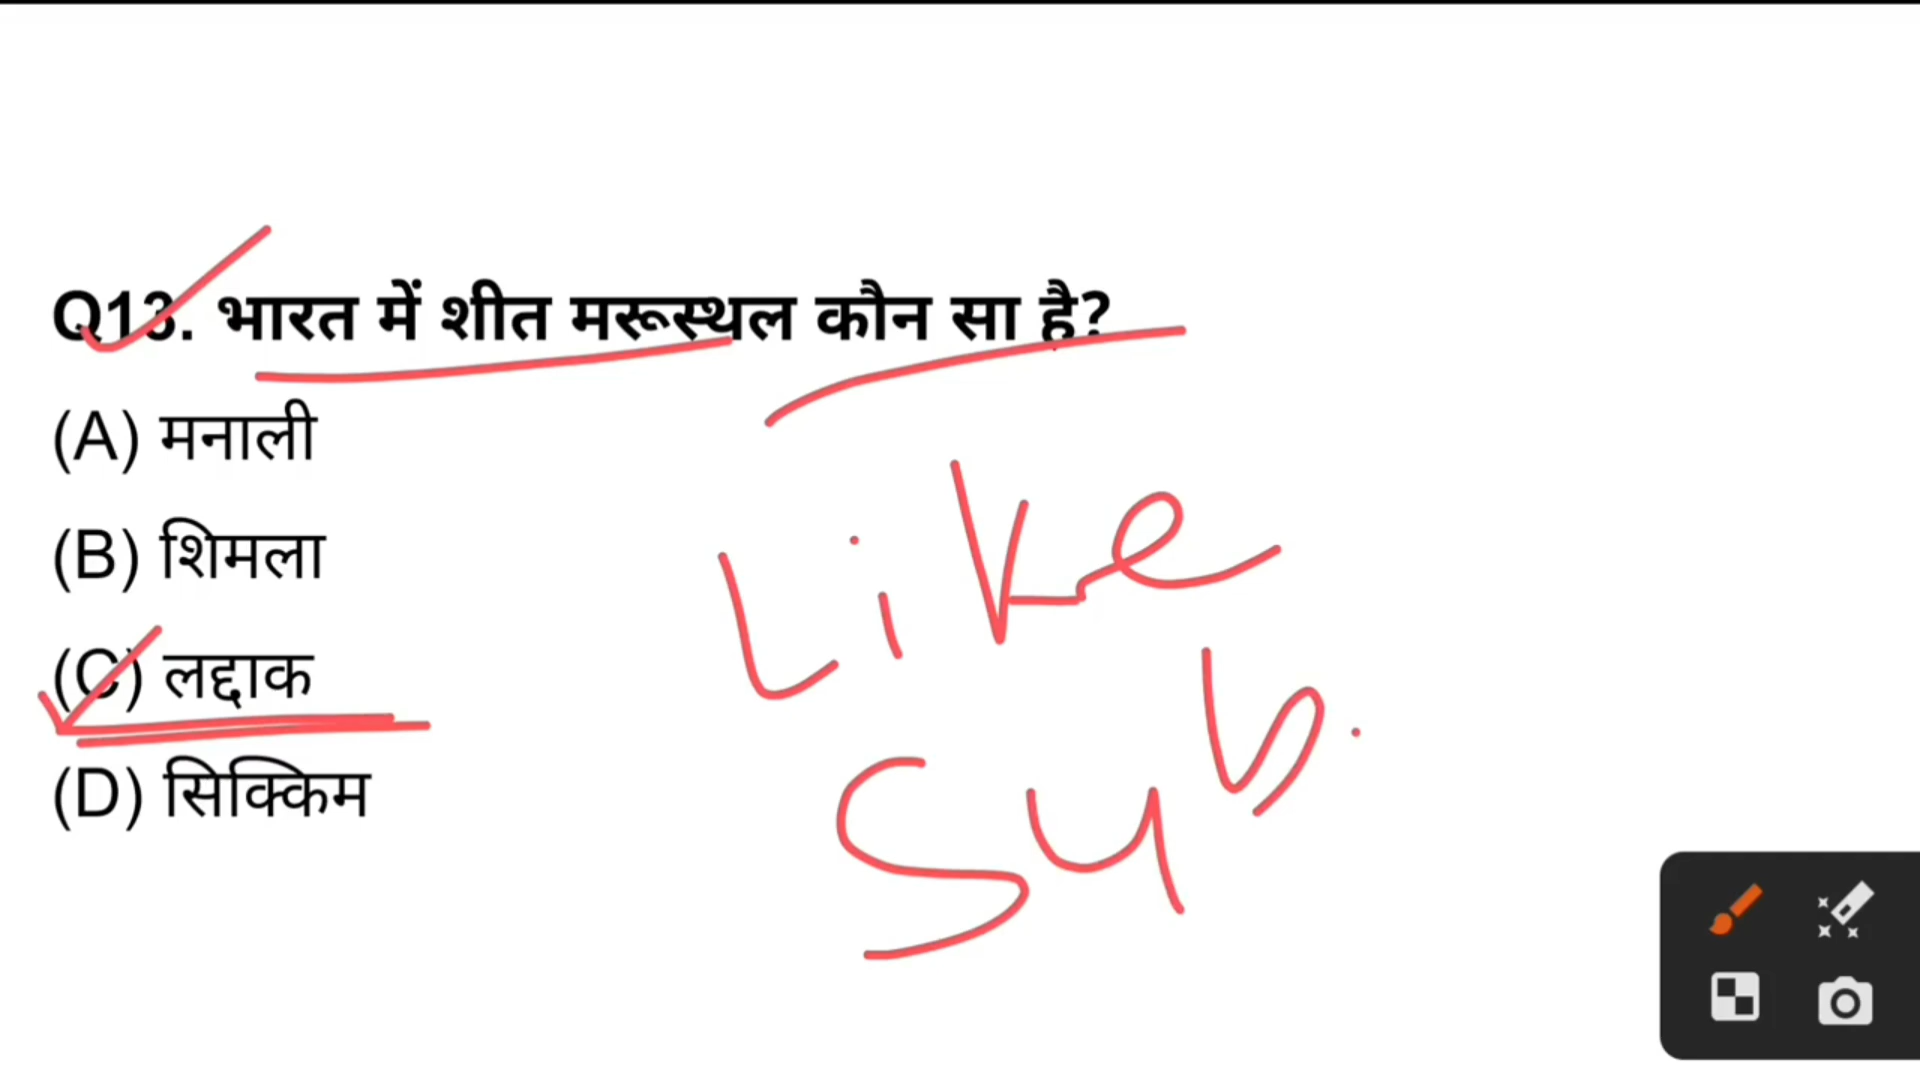 Q13. भारत में शीत मरूस्थल कौन सा है?
(A) मनाली
(B) शिमला
(C) लद्दाक
(D) सिक्किम
Like
Sub.